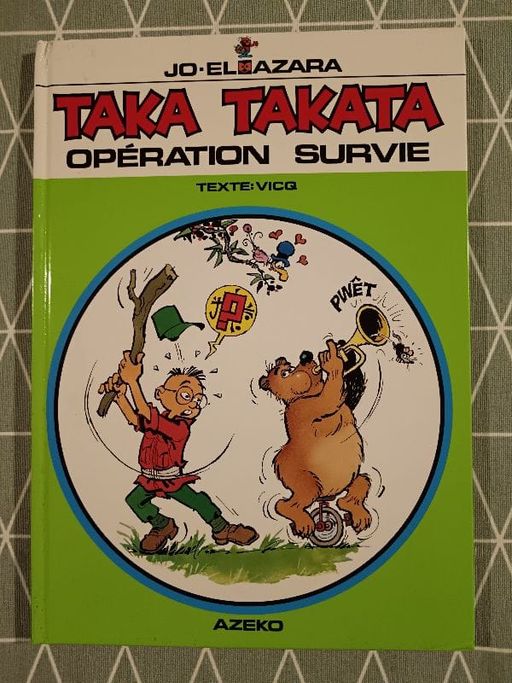 JO-EL AZARA
TAKA TAKATA
OPÉRATION SURVIE
TEXTE: VICQ
PWÊT
?
AZEKO